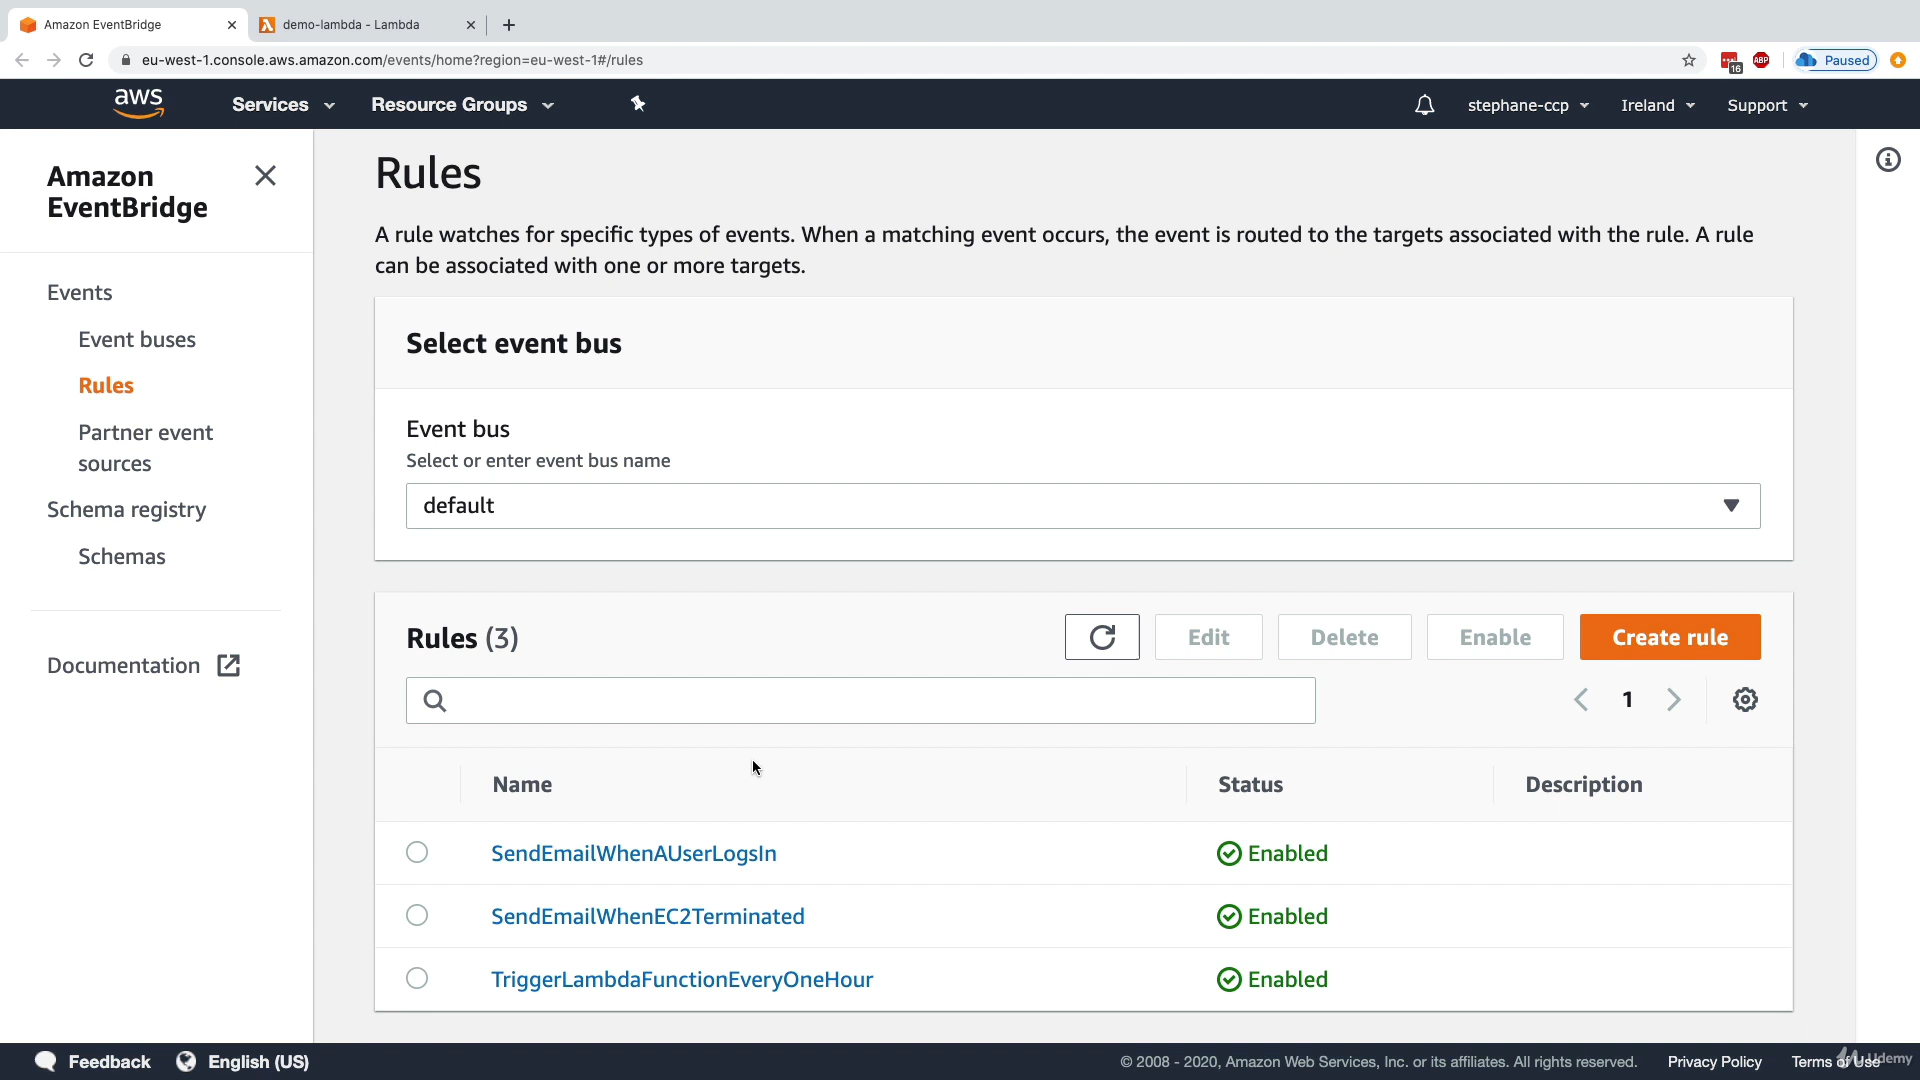 Amazon EventBridge
demo-lambda - Lambda
eu-west-1.console.aws.amazon.com/events/home?region=eu-west-1#/rules
16
ABP
Paused
aws
Services
Resource Groups
stephane-ccp
Ireland
Support
Amazon
EventBridge
Events
Event buses
Rules
Partner event
sources
Schema registry
Schemas
Documentation
Rules
A rule watches for specific types of events. When a matching event occurs, the event is routed to the targets associated with the rule. A rule
can be associated with one or more targets.
Select event bus
Event bus
Select or enter event bus name
default
Rules (3)
Edit
Delete
Enable
Create rule
1
Name
Status
Description
SendEmailWhenAUserLogsIn
Enabled
SendEmailWhenEC2Terminated
Enabled
TriggerLambdaFunctionEveryOneHour
Enabled
Feedback
English (US)
© 2008 - 2020, Amazon Web Services, Inc. or its affiliates. All rights reserved.
Privacy Policy
Terms of Use
Udemy